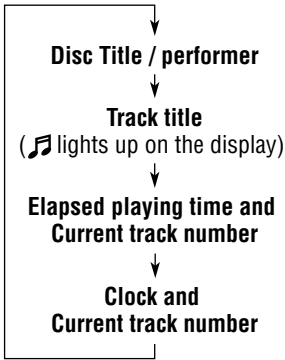 Disc Title / performer
Track title
(🎵 lights up on the display)
Elapsed playing time and
Current track number
Clock and
Current track number